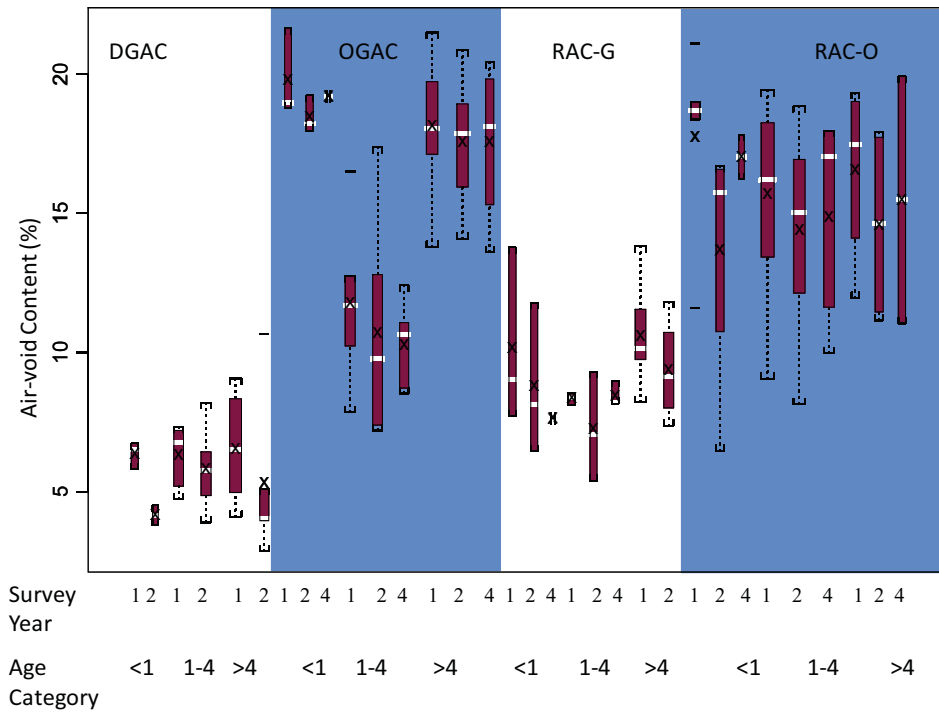 DGAC OGAC RAC-G RAC-O
Air-void Content (%)
20
15
10
5
Survey Year 1 2 1 2 1 2 1 2 4 1 2 4 1 2 4 1 2 4 1 2 4 1 2 1 2 4 1 2 4 1 2 4
Age Category <1 1-4 >4 <1 1-4 >4 <1 1-4 >4 <1 1-4 >4